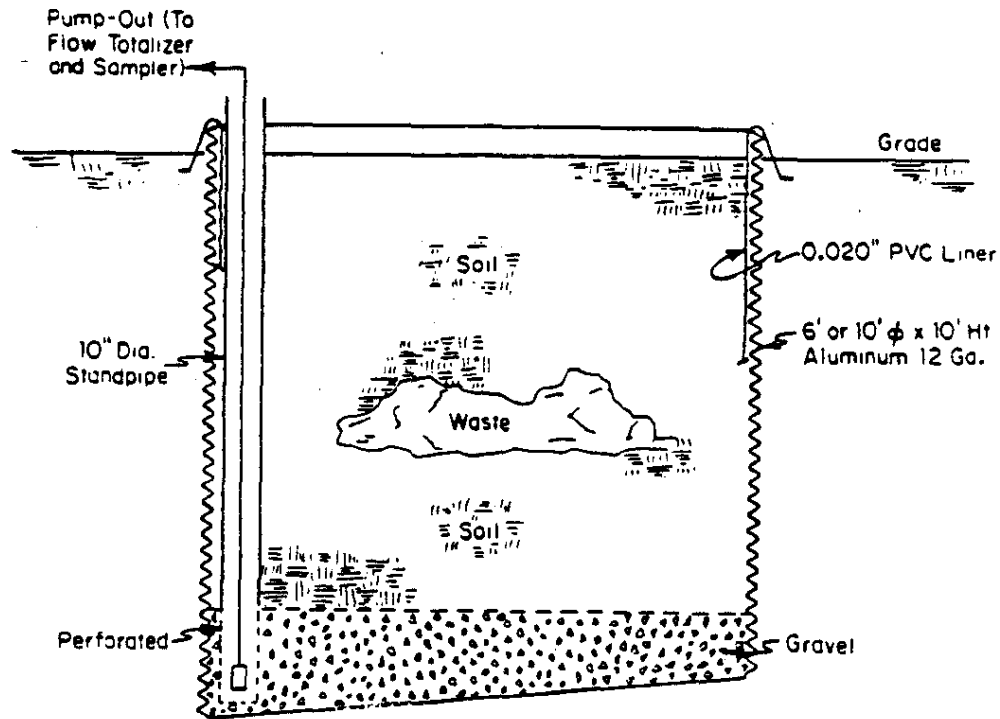 Pump-Out (To
Flow Totalizer
and Sampler)
Grade
Soil
0.020" PVC Liner
10" Dia.
Standpipe
6' or 10' ϕ x 10' Ht
Aluminum 12 Ga.
Waste
Soil
Perforated
Gravel